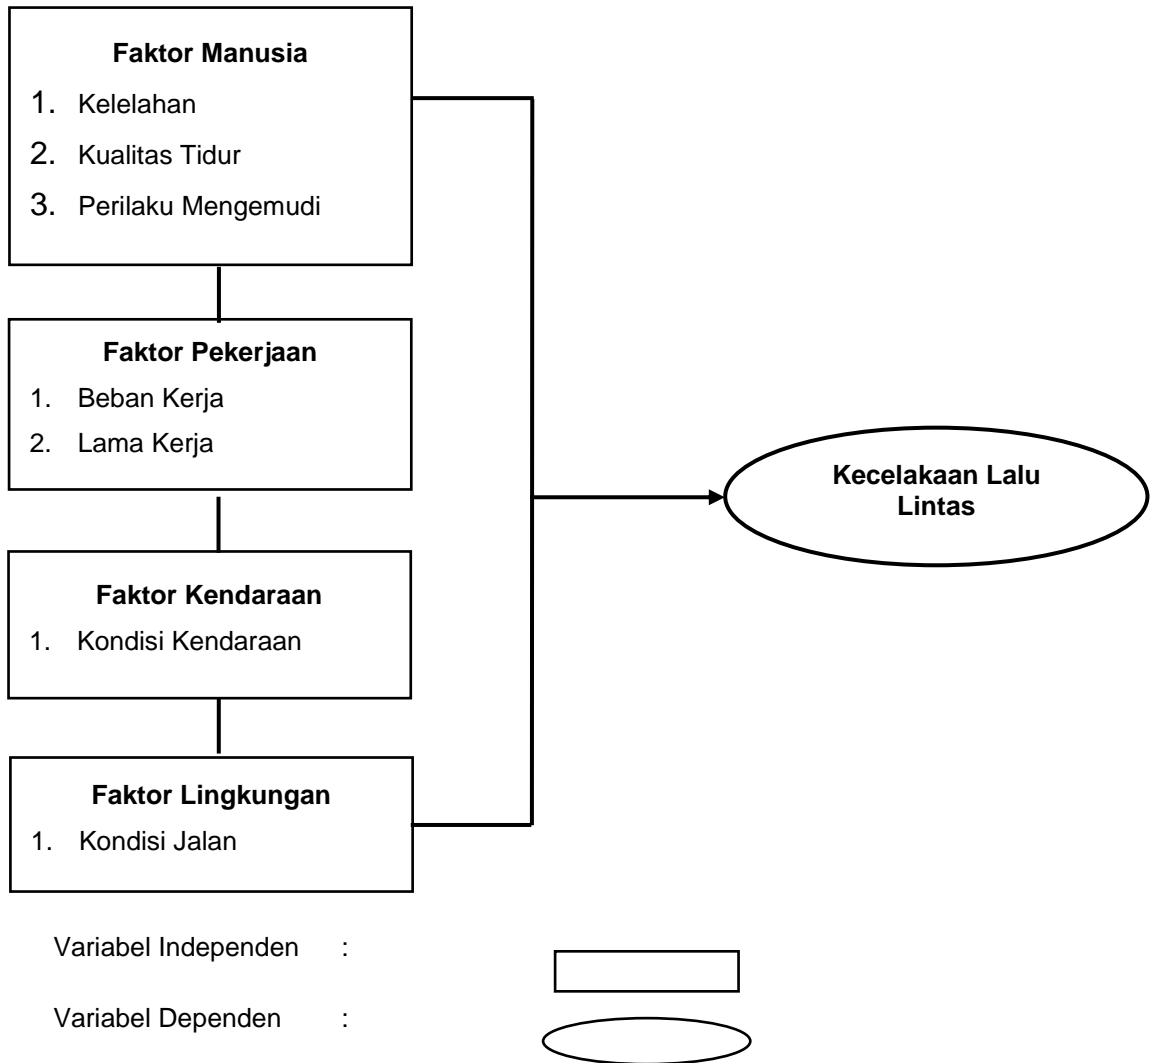 Faktor Manusia
1. Kelelahan
2. Kualitas Tidur
3. Perilaku Mengemudi
Faktor Pekerjaan
1. Beban Kerja
2. Lama Kerja
Faktor Kendaraan
1. Kondisi Kendaraan
Faktor Lingkungan
1. Kondisi Jalan
Kecelakaan Lalu
Lintas
Variabel Independen :
Variabel Dependen :